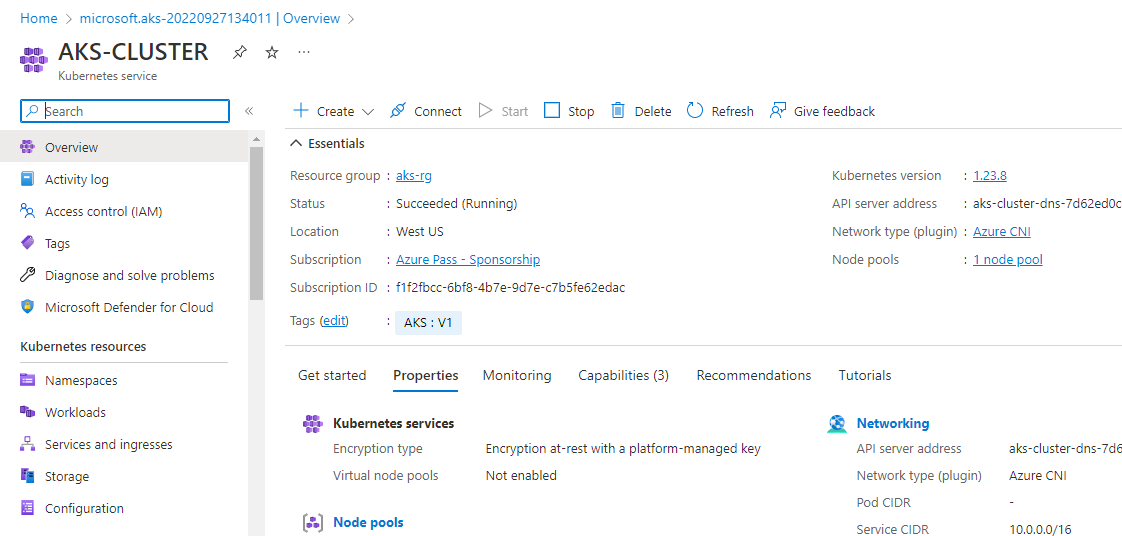 Home > microsoft.aks-20220927134011 | Overview >
AKS-CLUSTER
Kubernetes service
Search
Overview
Activity log
Access control (IAM)
Tags
Diagnose and solve problems
Microsoft Defender for Cloud
Kubernetes resources
Namespaces
Workloads
Services and ingresses
Storage
Configuration
Create Connect Start Stop Delete Refresh Give feedback
Essentials
Resource group : aks-rg
Status : Succeeded (Running)
Location : West US
Subscription : Azure Pass - Sponsorship
Subscription ID : f1f2fbcc-6bf8-4b7e-9d7e-c7b5fe62edac
Tags (edit) : AKS : V1
Kubernetes version : 1.23.8
API server address : aks-cluster-dns-7d62ed0c
Network type (plugin) : Azure CNI
Node pools : 1 node pool
Get started Properties Monitoring Capabilities (3) Recommendations Tutorials
Kubernetes services
Encryption type Encryption at-rest with a platform-managed key
Virtual node pools Not enabled
Node pools
Networking
API server address aks-cluster-dns-7d6
Network type (plugin) Azure CNI
Pod CIDR -
Service CIDR 10.0.0.0/16